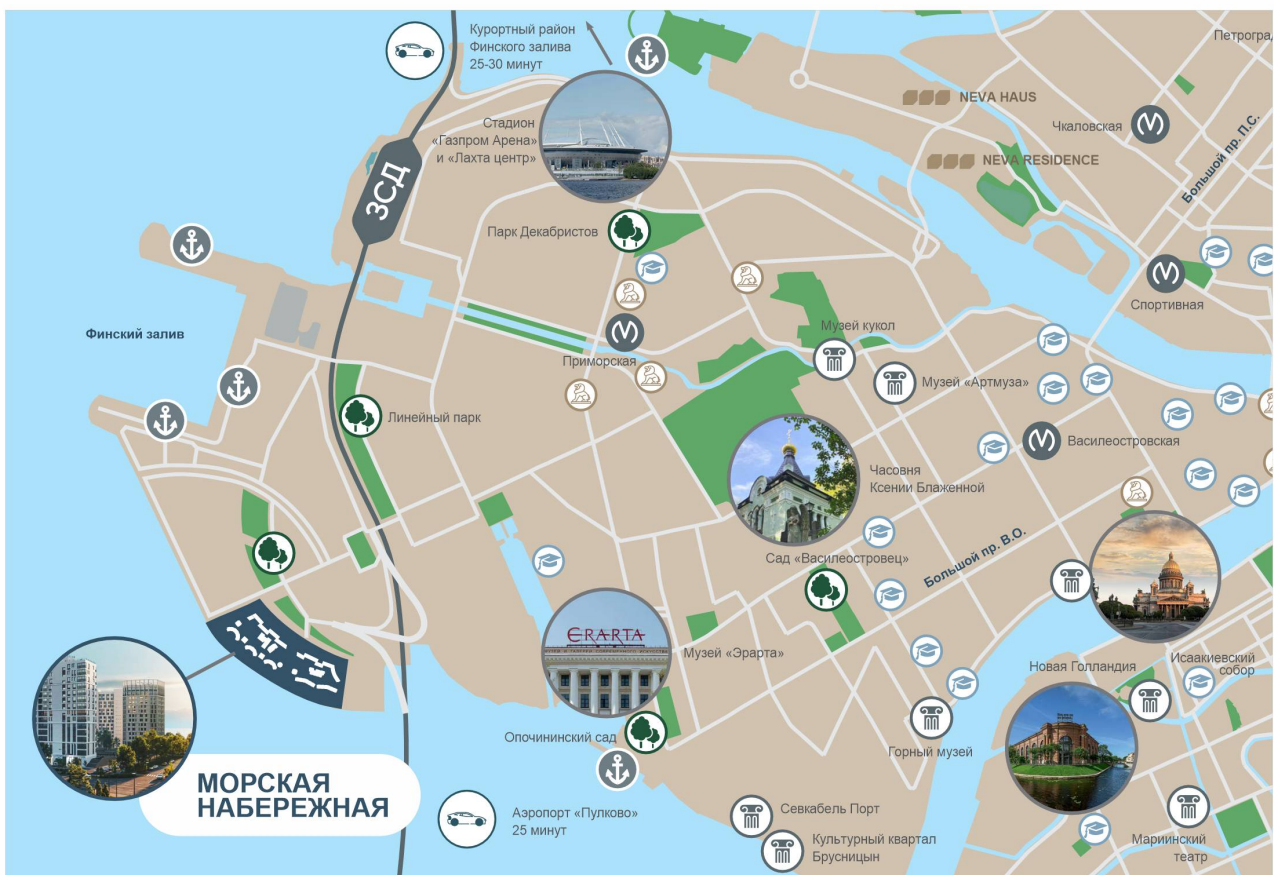 Курортный район
Финского залива
25-30 минут
Петроград
NEVA HAUS
Чкаловская
Стадион
«Газпром Арена»
и «Лахта центр»
NEVA RESIDENCE
Большой пр. П.С.
ЗСД
Парк Декабристов
Спортивная
Финский залив
Музей кукол
Приморская
Музей «Артмуза»
Линейный парк
Василеостровская
Часовня
Ксении Блаженной
Большой пр. В.О.
Сад «Василеостровец»
ERARTA
Музей «Эрарта»
Новая Голландия
Исаакиевский
собор
Опочининский сад
Горный музей
МОРСКАЯ
НАБЕРЕЖНАЯ
Аэропорт «Пулково»
25 минут
Севкабель Порт
Культурный квартал
Брусницын
Мариинский
театр